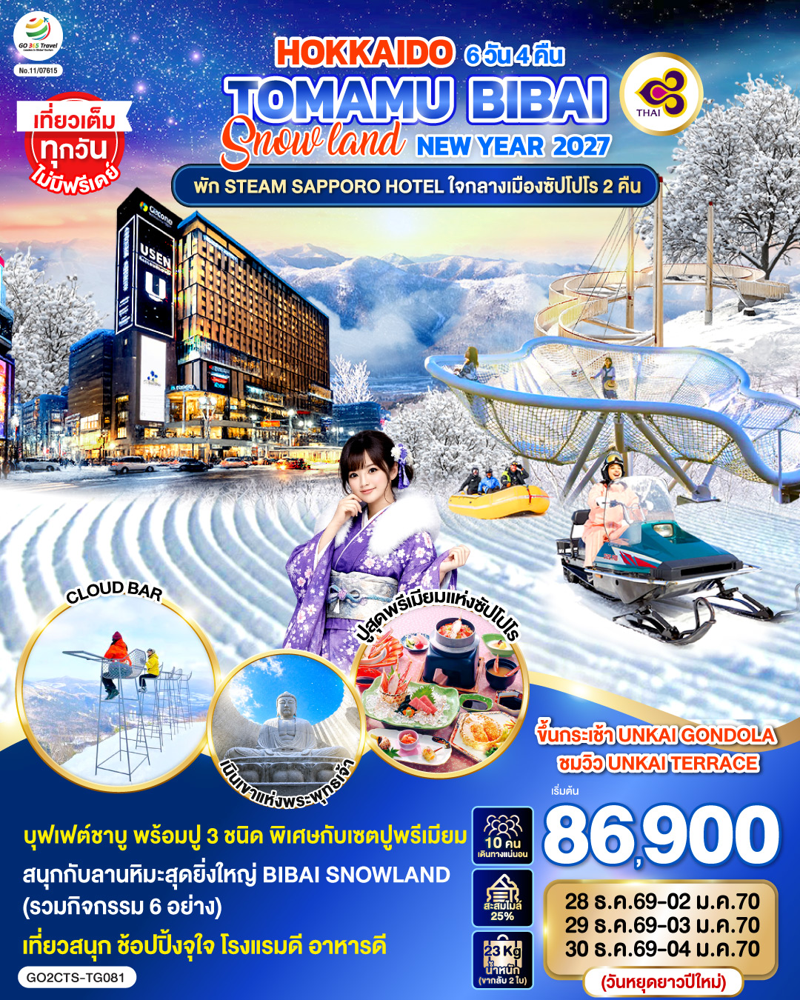 GO 365 Travel
Leaders in Global Tourism
No.11/07615
HOKKAIDO 6 วัน 4 คืน
TOMAMU BIBAI
Snow land NEW YEAR 2027
THAI
เที่ยวเต็ม
ทุกวัน
ไม่มีฟรีเดย์
พัก STEAM SAPPORO HOTEL ใจกลางเมืองซัปโปโร 2 คืน
cocono
USEN
U
CLOUD BAR
ปูสุดพรีเมียมแห่งซัปโปโร
เนินเขาแห่งพระพุทธเจ้า
ขึ้นกระเช้า UNKAI GONDOLA
ชมวิว UNKAI TERRACE
เริ่มต้น
86,900
บุฟเฟต์ชาบู พร้อมปู 3 ชนิด พิเศษกับเซตปูพรีเมียม
สนุกกับลานหิมะสุดยิ่งใหญ่ BIBAI SNOWLAND
(รวมกิจกรรม 6 อย่าง)
เที่ยวสนุก ช้อปปิ้งจุใจ โรงแรมดี อาหารดี
GO2CTS-TG081
10 คน
เดินทางแน่นอน
สะสมไมล์
25%
23 Kg
น้ำหนัก
(ขากลับ 2 ใบ)
28 ธ.ค.69-02 ม.ค.70
29 ธ.ค.69-03 ม.ค.70
30 ธ.ค.69-04 ม.ค.70
(วันหยุดยาวปีใหม่)